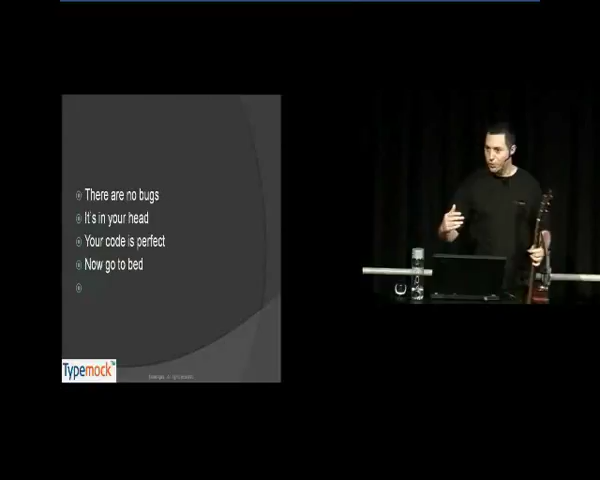 There are no bugs
It's in your head
Your code is perfect
Now go to bed
Typemock